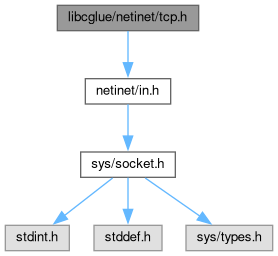 libcglue/netinet/tcp.h
netinet/in.h
sys/socket.h
stdint.h
stddef.h
sys/types.h